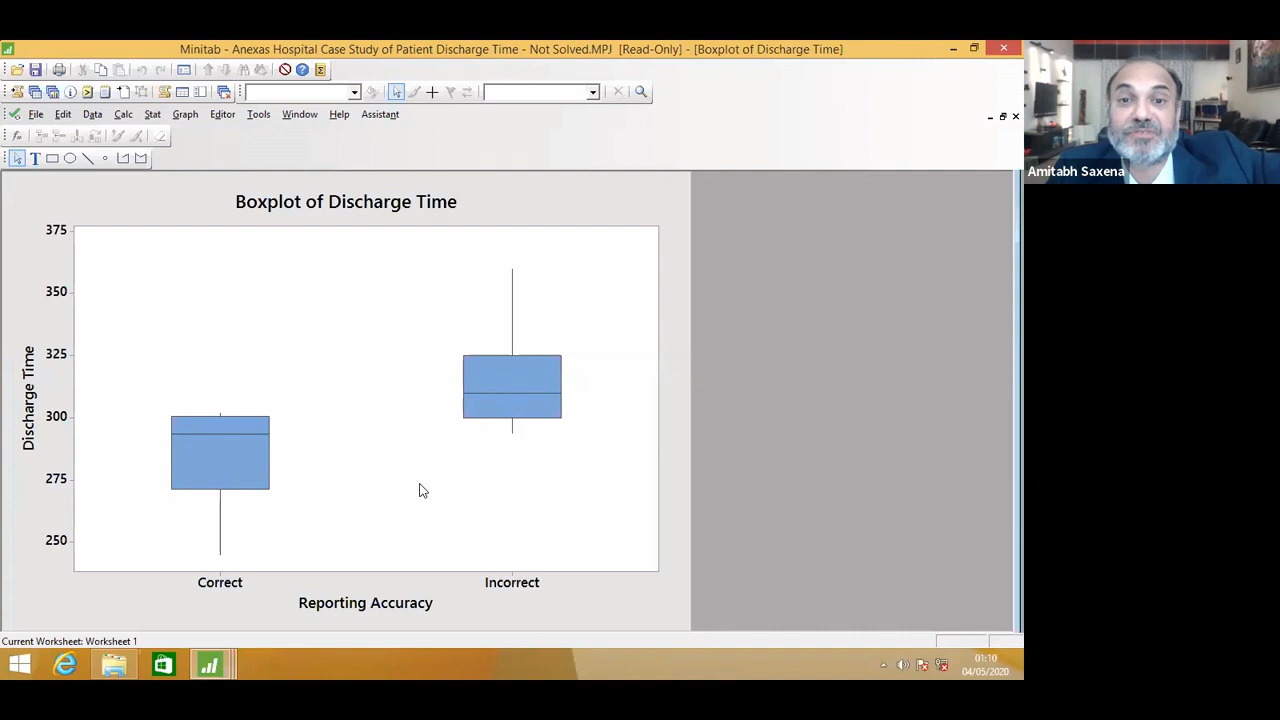 Minitab - Anexas Hospital Case Study of Patient Discharge Time - Not Solved.MPJ [Read-Only] - [Boxplot of Discharge Time]
File Edit Data Calc Stat Graph Editor Tools Window Help Assistant
Amitabh Saxena
Boxplot of Discharge Time
375
350
325
300
275
250
Discharge Time
Correct Incorrect
Reporting Accuracy
Current Worksheet: Worksheet 1
01:10
04/05/2020